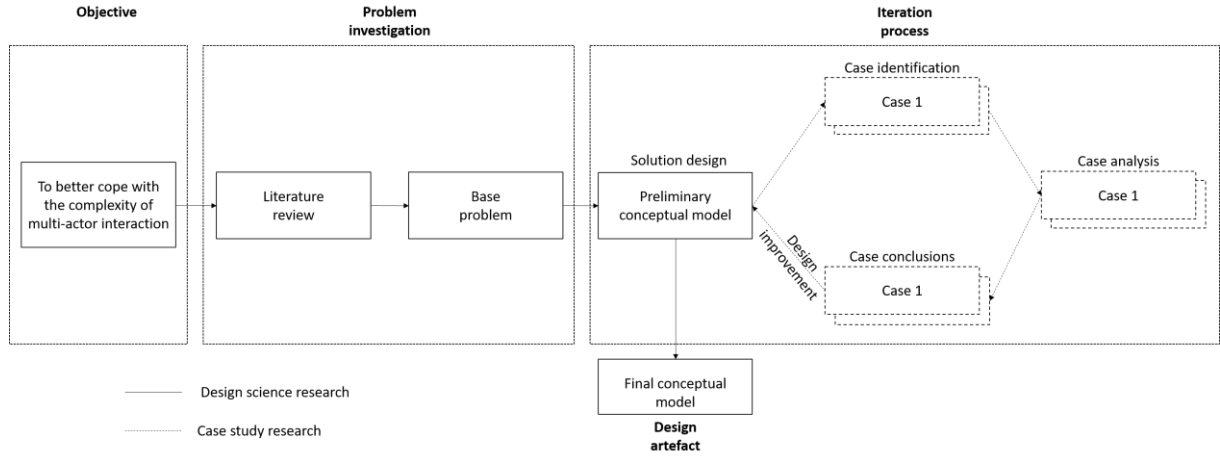 Objective
Problem
investigation
Iteration
process
To better cope with
the complexity of
multi-actor interaction
Literature
review
Base
problem
Solution design
Preliminary
conceptual model
Case identification
Case 1
Case analysis
Case 1
Case conclusions
Case 1
Design
improvement
Final conceptual
model
Design
artefact
Design science research
Case study research